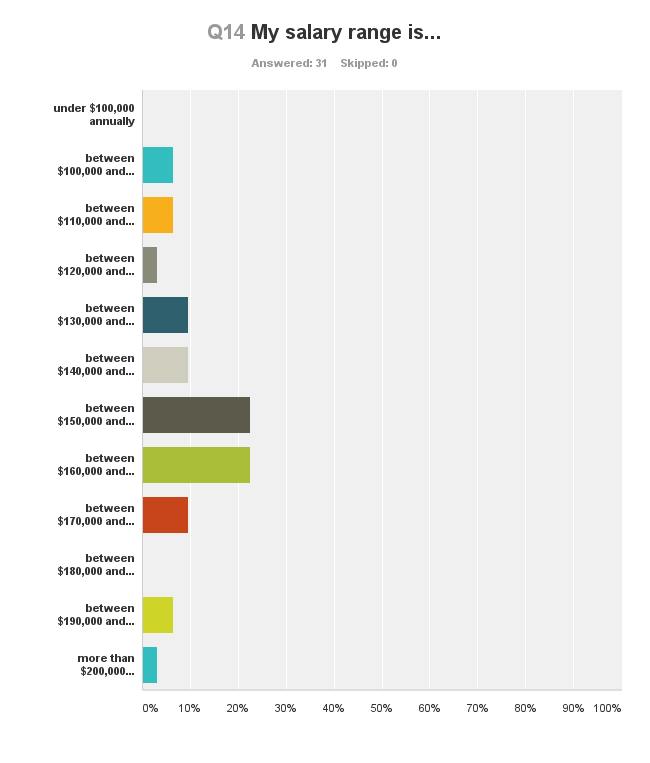 Q14 My salary range is...
Answered: 31 Skipped: 0
under $100,000
annually
between
$100,000 and...
between
$110,000 and...
between
$120,000 and...
between
$130,000 and...
between
$140,000 and...
between
$150,000 and...
between
$160,000 and...
between
$170,000 and...
between
$180,000 and...
between
$190,000 and...
more than
$200,000...
0% 10% 20% 30% 40% 50% 60% 70% 80% 90% 100%